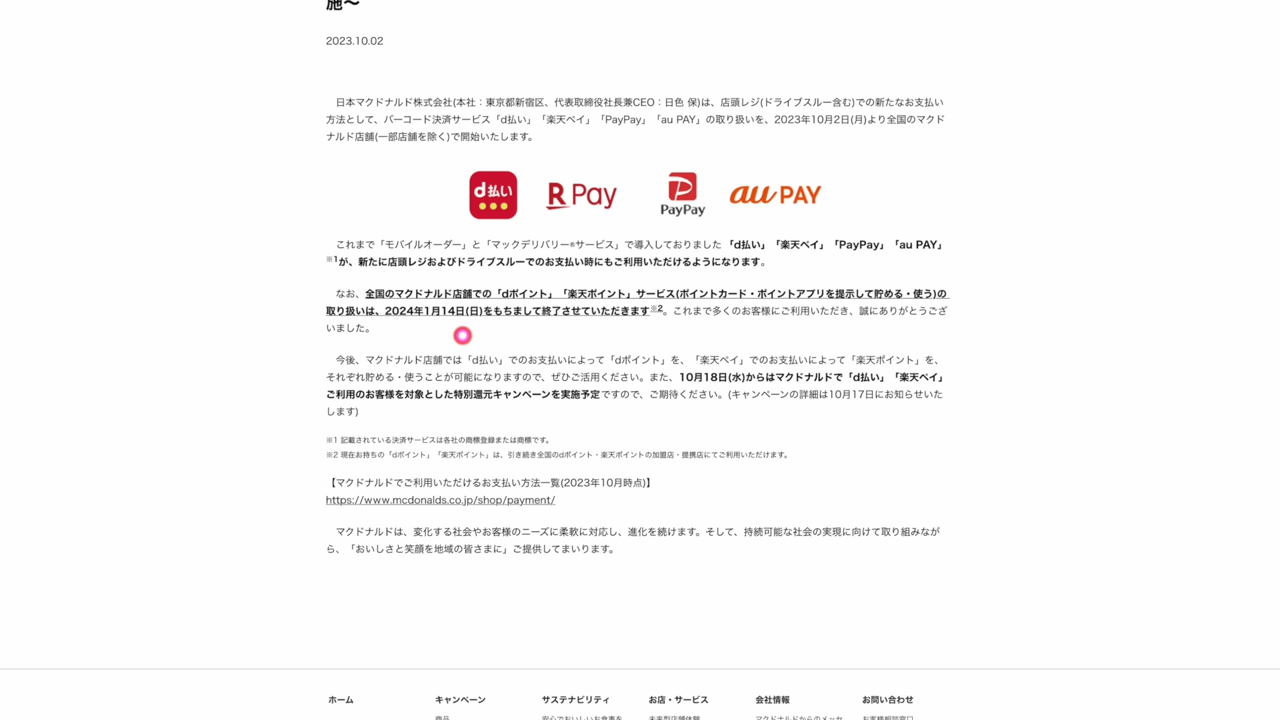 施〜
2023.10.02
日本マクドナルド株式会社(本社：東京都新宿区、代表取締役社長兼CEO：日色 保)は、店頭レジ(ドライブスルー含む)での新たなお支払い
方法として、バーコード決済サービス「d払い」「楽天ペイ」「PayPay」「au PAY」の取り扱いを、2023年10月2日(月)より全国のマクド
ナルド店舗(一部店舗を除く)で開始いたします。
d払い R Pay PayPay au PAY
これまで「モバイルオーダー」と「マックデリバリー®サービス」で導入しておりました 「d払い」「楽天ペイ」「PayPay」「au PAY」
※1が、新たに店頭レジおよびドライブスルーでのお支払い時にもご利用いただけるようになります。
なお、全国のマクドナルド店舗での「dポイント」「楽天ポイント」サービス(ポイントカード・ポイントアプリを提示して貯める・使う)の
取り扱いは、2024年1月14日(日)をもちまして終了させていただきます※2。これまで多くのお客様にご利用いただき、誠にありがとうござ
いました。
今後、マクドナルド店舗では「d払い」でのお支払いによって「dポイント」を、「楽天ペイ」でのお支払いによって「楽天ポイント」を、
それぞれ貯める・使うことが可能になりますので、ぜひご活用ください。また、10月18日(水)からはマクドナルドで「d払い」「楽天ペイ」
ご利用のお客様を対象とした特別還元キャンペーンを実施予定ですので、ご期待ください。(キャンペーンの詳細は10月17日にお知らせいた
します)
※1 記載されている決済サービスは各社の商標登録または商標です。
※2 現在お持ちの「dポイント」「楽天ポイント」は、引き続き全国のdポイント・楽天ポイントの加盟店・提携店にてご利用いただけます。
【マクドナルドでご利用いただけるお支払い方法一覧(2023年10月時点)】
https://www.mcdonalds.co.jp/shop/payment/
マクドナルドは、変化する社会やお客様のニーズに柔軟に対応し、進化を続けます。そして、持続可能な社会の実現に向けて取り組みなが
ら、「おいしさと笑顔を地域の皆さまに」ご提供してまいります。
ホーム キャンペーン サステナビリティ お店・サービス 会社情報 お問い合わせ
商品 安心でおいしいお食事を 未来型店舗体験 マクドナルドからのメッセ お客様相談窓口